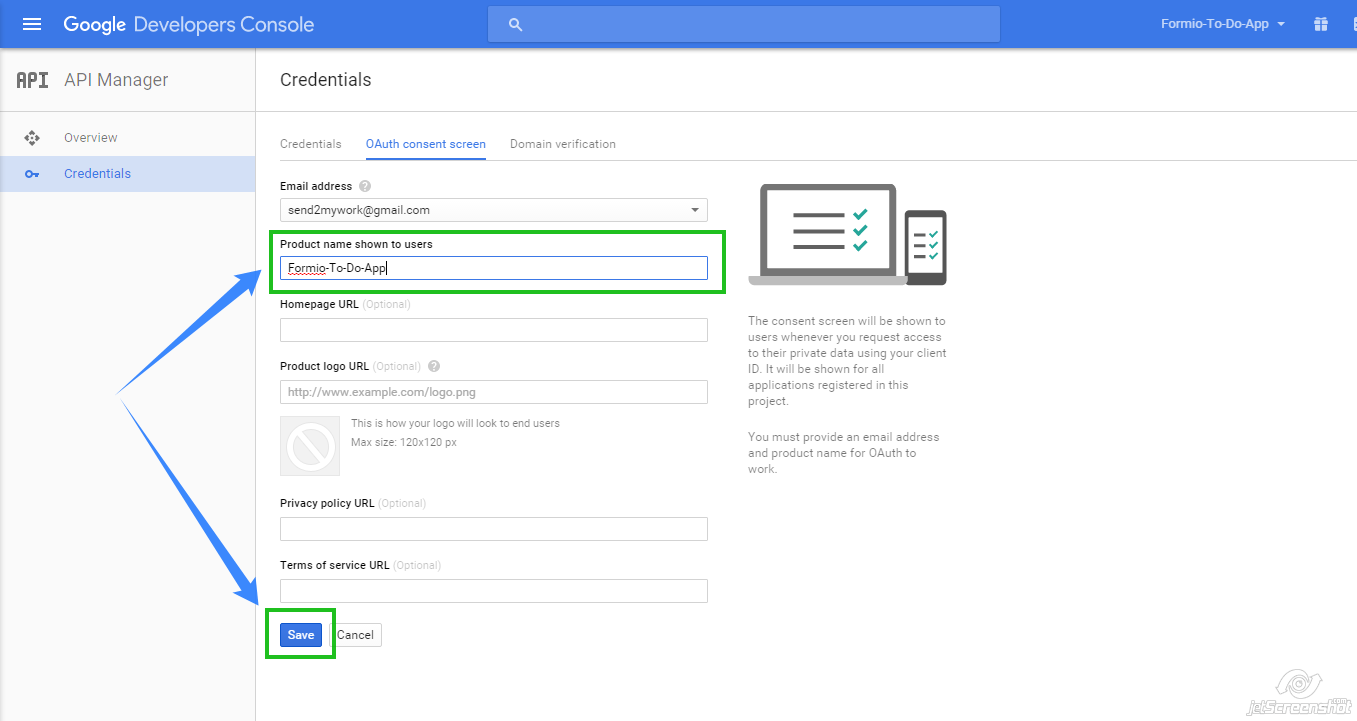 Google Developers Console
Formio-To-Do-App
API API Manager
Credentials
Overview
Credentials
Credentials OAuth consent screen Domain verification
Email address ?
send2mywork@gmail.com
Product name shown to users
Formio-To-Do-App
Homepage URL (Optional)
Product logo URL (Optional) ?
http://www.example.com/logo.png
This is how your logo will look to end users
Max size: 120x120 px
Privacy policy URL (Optional)
Terms of service URL (Optional)
Save Cancel
The consent screen will be shown to
users whenever you request access
to their private data using your client
ID. It will be shown for all
applications registered in this
project.
You must provide an email address
and product name for OAuth to
work.
jetScreenshot.com